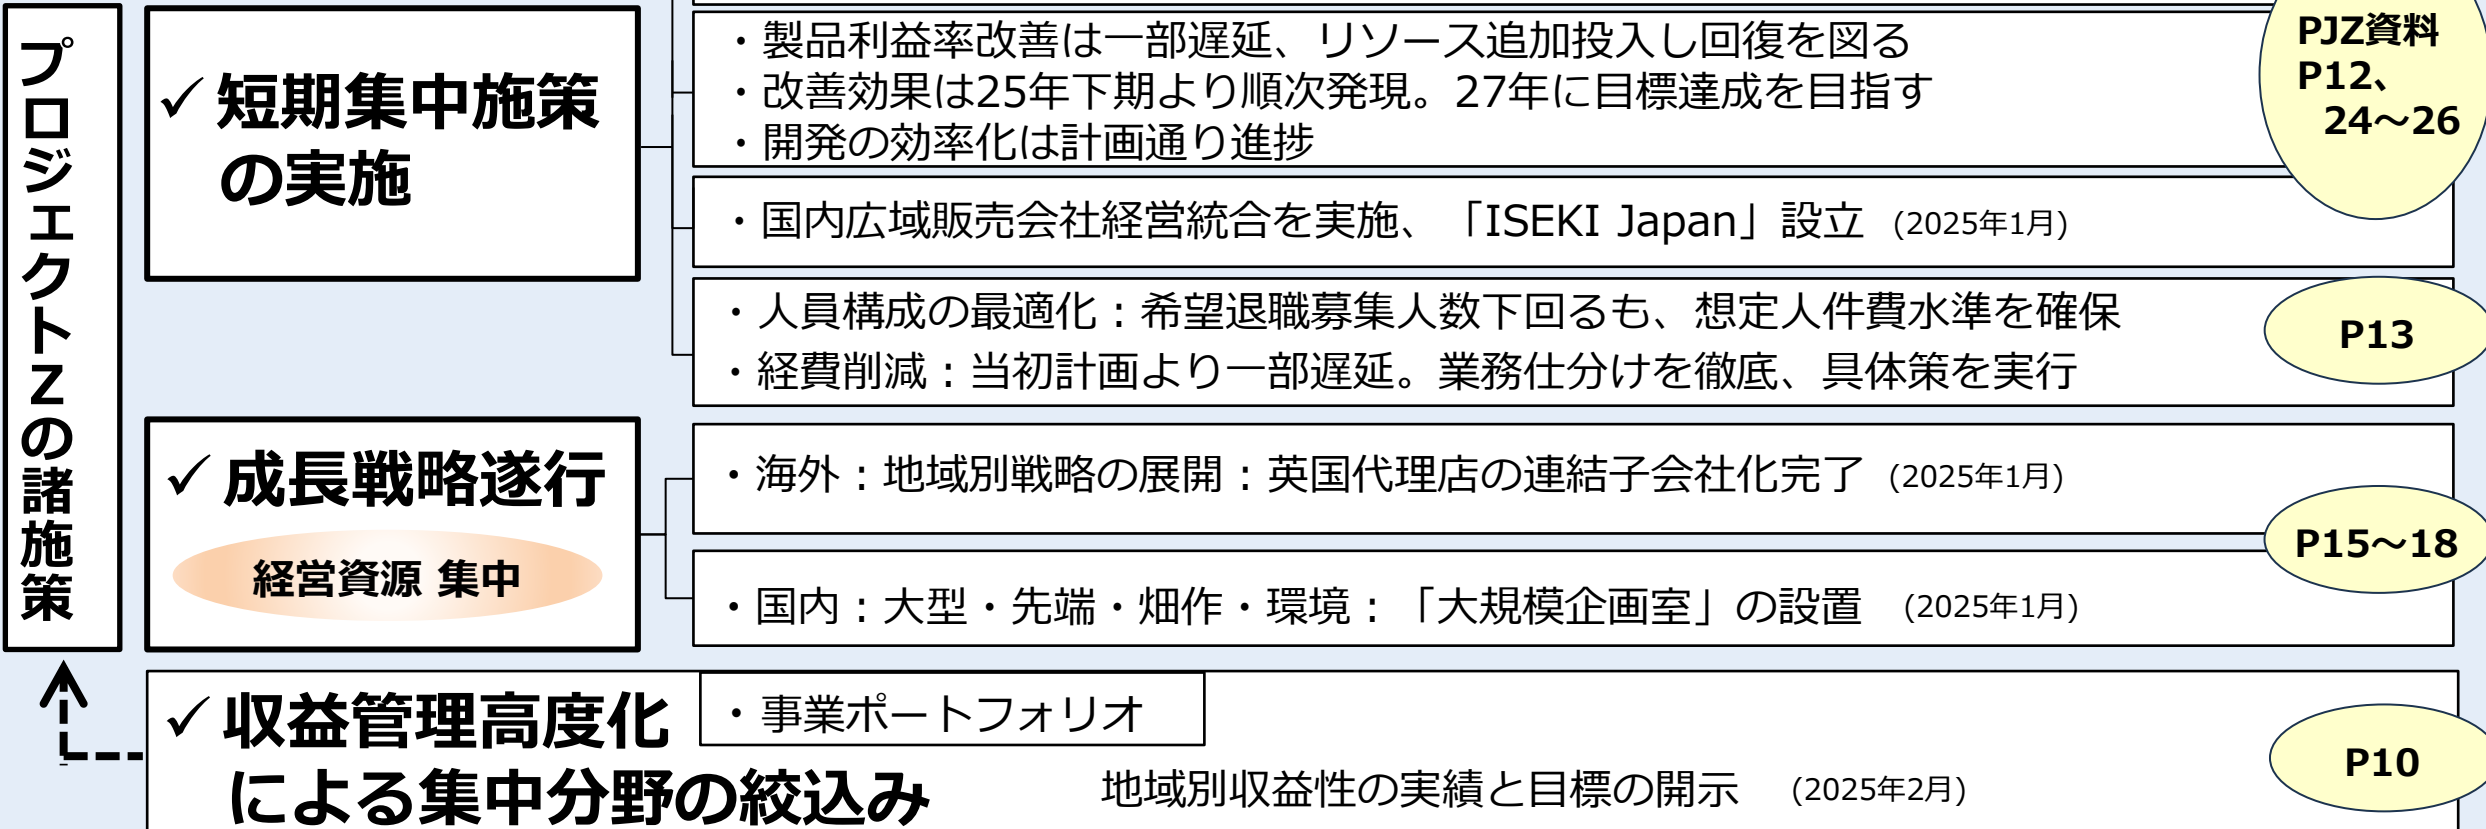 プロジェクトZの諸施策
✓短期集中施策
の実施
・製品利益率改善は一部遅延、リソース追加投入し回復を図る
・改善効果は25年下期より順次発現。27年に目標達成を目指す
・開発の効率化は計画通り進捗
PJZ資料
P12、
24～26
・国内広域販売会社経営統合を実施、「ISEKI Japan」設立 (2025年1月)
・人員構成の最適化：希望退職募集人数下回るも、想定人件費水準を確保
・経費削減：当初計画より一部遅延。業務仕分けを徹底、具体策を実行
P13
✓成長戦略遂行
経営資源 集中
・海外：地域別戦略の展開：英国代理店の連結子会社化完了 (2025年1月)
・国内：大型・先端・畑作・環境：「大規模企画室」の設置 (2025年1月)
P15～18
✓収益管理高度化
による集中分野の絞込み
・事業ポートフォリオ
地域別収益性の実績と目標の開示 (2025年2月)
P10